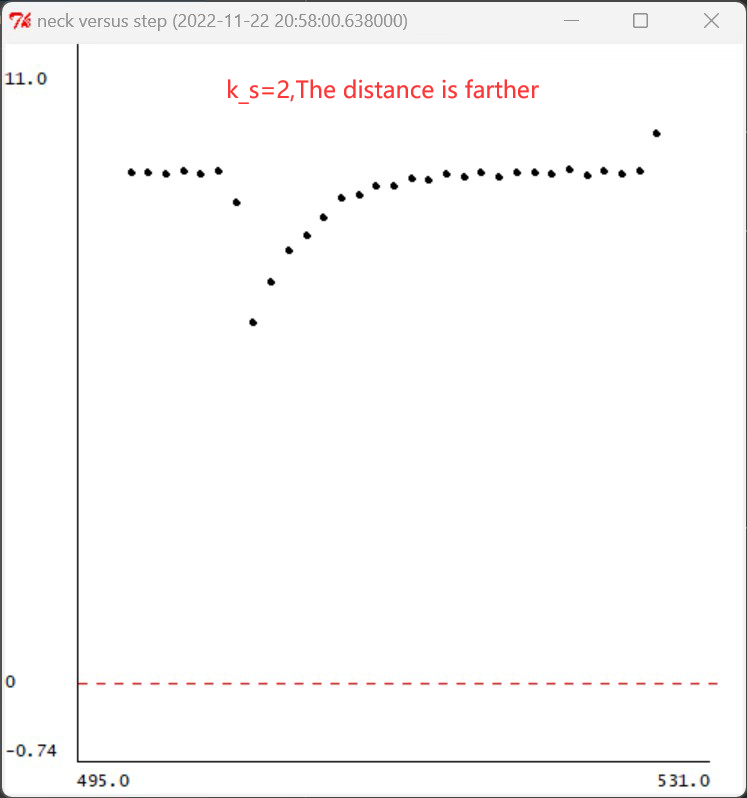 neck versus step (2022-11-22 20:58:00.638000)
11.0
k_s=2,The distance is farther
0
-0.74
495.0
531.0